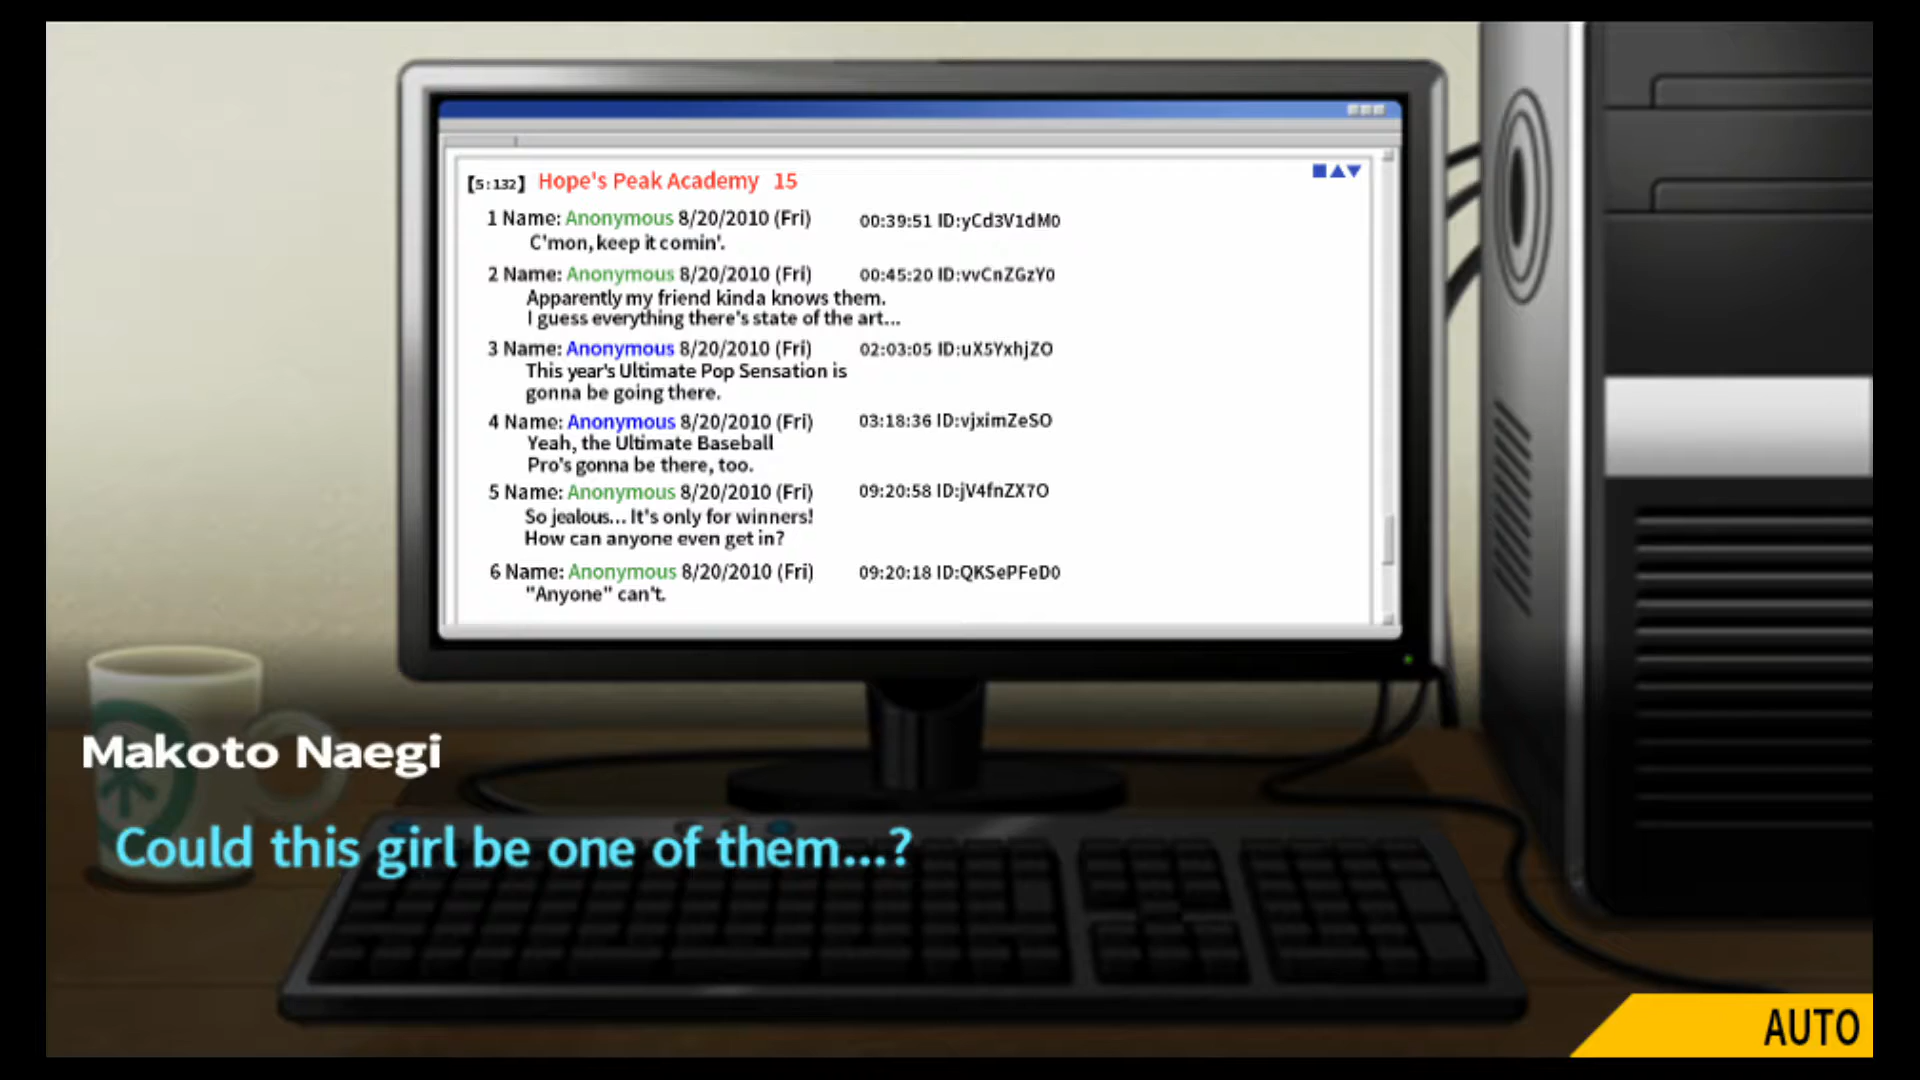 【5:132】 Hope's Peak Academy 15
■▲▼
1 Name: Anonymous 8/20/2010 (Fri) 00:39:51 ID:yCd3V1dM0
C'mon, keep it comin'.
2 Name: Anonymous 8/20/2010 (Fri) 00:45:20 ID:vvCnZGzY0
Apparently my friend kinda knows them.
I guess everything there's state of the art...
3 Name: Anonymous 8/20/2010 (Fri) 02:03:05 ID:uX5YxhjZO
This year's Ultimate Pop Sensation is
gonna be going there.
4 Name: Anonymous 8/20/2010 (Fri) 03:18:36 ID:vjximZeSO
Yeah, the Ultimate Baseball
Pro's gonna be there, too.
5 Name: Anonymous 8/20/2010 (Fri) 09:20:58 ID:jV4fnZX7O
So jealous... It's only for winners!
How can anyone even get in?
6 Name: Anonymous 8/20/2010 (Fri) 09:20:18 ID:QKSePFeD0
"Anyone" can't.
Makoto Naegi
Could this girl be one of them...?
AUTO